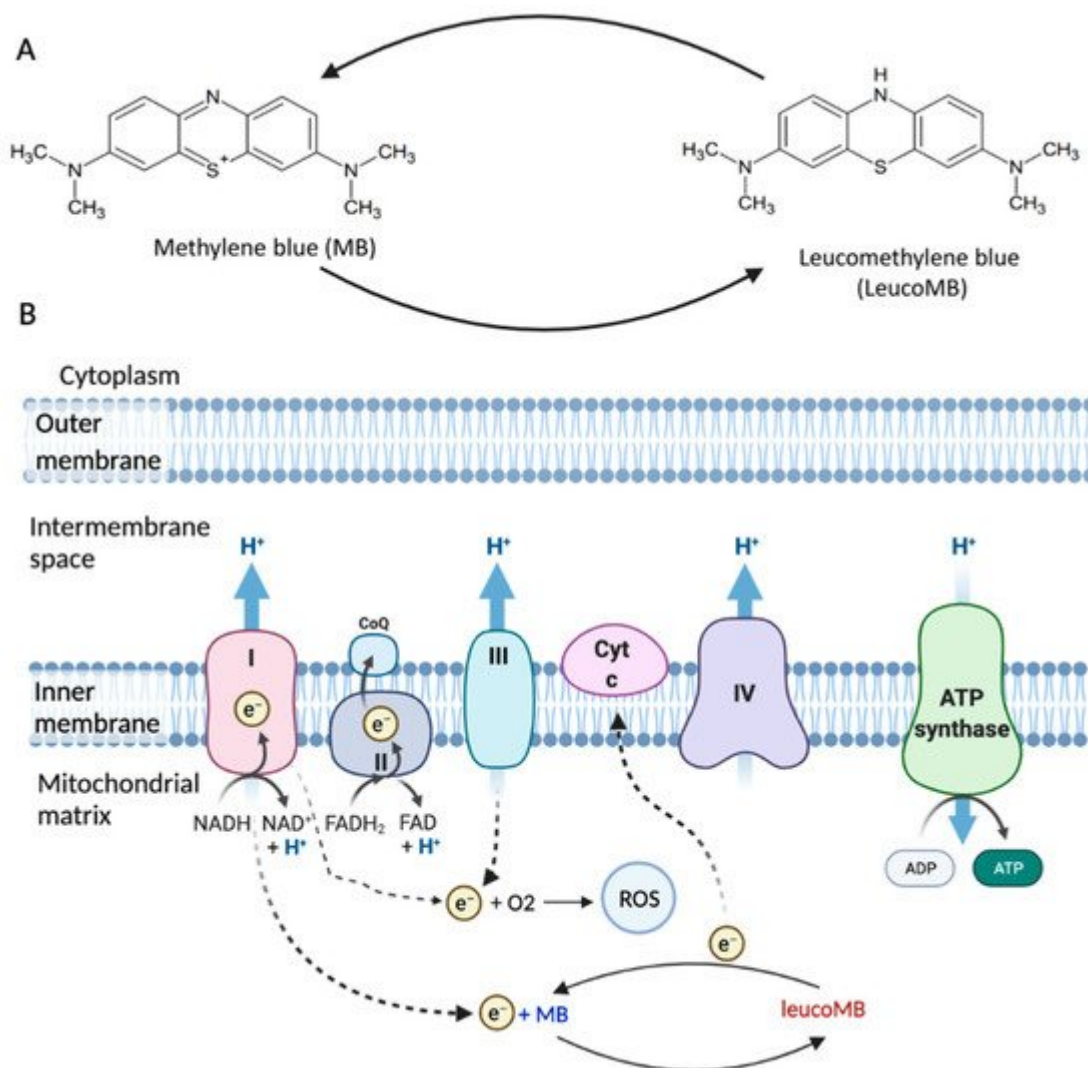 A
H
N
N
H₃C
CH₃
H₃C
CH₃
N
S⁺
N
N
S
N
CH₃
CH₃
CH₃
CH₃
Methylene blue (MB)
Leucomethylene blue
(LeucoMB)
B
Cytoplasm
Outer
membrane
Intermembrane
space
H⁺
H⁺
H⁺
H⁺
CoQ
I
III
Cyt
c
IV
ATP
synthase
Inner
membrane
e⁻
e⁻
II
Mitochondrial
matrix
NADH
NAD⁺
+ H⁺
FADH₂
FAD
+ H⁺
ADP
ATP
e⁻ + O2
ROS
e⁻
e⁻ + MB
leucoMB